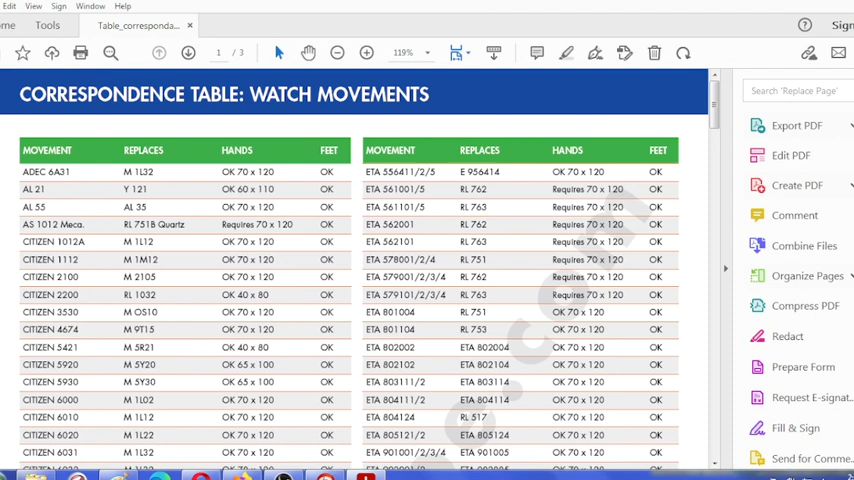 Edit View Window Help
ome Tools Table_corresponda... × Sign
1 / 3 119%
CORRESPONDENCE TABLE: WATCH MOVEMENTS
Search 'Replace Page'
MOVEMENT REPLACES HANDS FEET MOVEMENT REPLACES HANDS FEET
ADEC 6A31 M 1L32 OK 70 x 120 OK ETA 556411/2/5 E 956414 OK 70 x 120 OK
AL 21 Y 121 OK 60 x 110 OK ETA 561001/5 RL 762 Requires 70 x 120 OK
AL 55 AL 35 OK 70 x 120 OK ETA 561101/5 RL 763 Requires 70 x 120 OK
AS 1012 Meca. RL 751B Quartz Requires 70 x 120 OK ETA 562001 RL 762 Requires 70 x 120 OK
CITIZEN 1012A M 1L12 OK 70 x 120 OK ETA 562101 RL 763 Requires 70 x 120 OK
CITIZEN 1112 M 1M12 OK 70 x 120 OK ETA 578001/2/4 RL 751 Requires 70 x 120 OK
CITIZEN 2100 M 2105 OK 70 x 120 OK ETA 579001/2/3/4 RL 762 Requires 70 x 120 OK
CITIZEN 2200 RL 1032 OK 40 x 80 OK ETA 579101/2/3/4 RL 763 Requires 70 x 120 OK
CITIZEN 3530 M OS10 OK 70 x 120 OK ETA 801004 RL 751 OK 70 x 120 OK
CITIZEN 4674 M 9T15 OK 70 x 120 OK ETA 801104 RL 753 OK 70 x 120 OK
CITIZEN 5421 M 5R21 OK 40 x 80 OK ETA 802002 ETA 802004 OK 70 x 120 OK
CITIZEN 5920 M 5Y20 OK 65 x 100 OK ETA 802102 ETA 802104 OK 70 x 120 OK
CITIZEN 5930 M 5Y30 OK 65 x 100 OK ETA 803111/2 ETA 803114 OK 70 x 120 OK
CITIZEN 6000 M 1L02 OK 70 x 120 OK ETA 804111/2 ETA 804114 OK 70 x 120 OK
CITIZEN 6010 M 1L12 OK 70 x 120 OK ETA 804124 RL 517 OK 70 x 120 OK
CITIZEN 6020 M 1L22 OK 70 x 120 OK ETA 805121/2 ETA 805124 OK 70 x 120 OK
CITIZEN 6031 M 1L32 OK 70 x 120 OK ETA 901001/2/3/4 ETA 901005 OK 70 x 120 OK
Export PDF
Edit PDF
Create PDF
Comment
Combine Files
Organize Pages
Compress PDF
Redact
Prepare Form
Request E-signat...
Fill & Sign
Send for Comme...